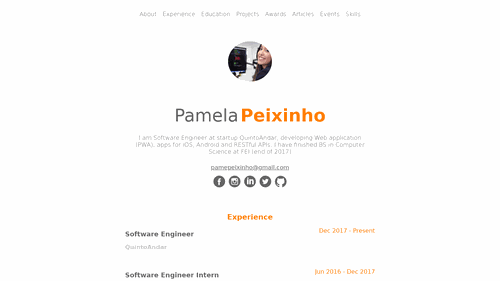 About Experience Education Projects Awards Articles Events Skills
Pamela Peixinho
I am Software Engineer at startup QuintoAndar, developing Web application
(PWA), apps for iOS, Android and RESTful APIs. I have finished BS in Computer
Science at FEI (end of 2017)
pamepeixinho@gmail.com
Experience
Software Engineer Dec 2017 - Present
QuintoAndar
Software Engineer Intern Jun 2016 - Dec 2017